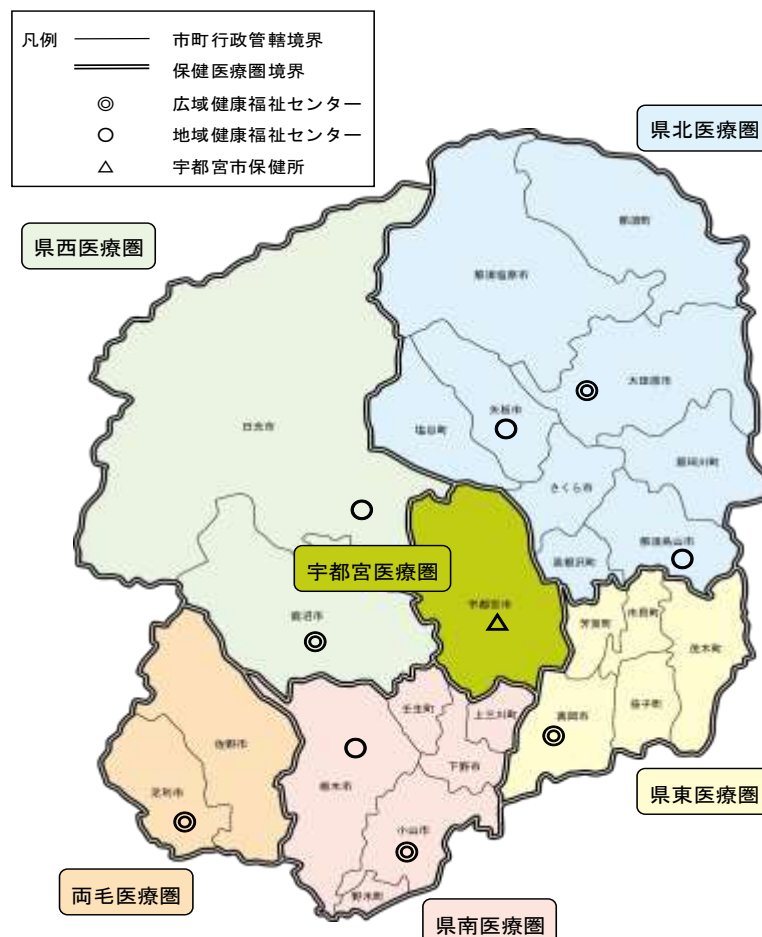 凡例 市町行政管轄境界
保健医療圏境界
◎ 広域健康福祉センター
○ 地域健康福祉センター
△ 宇都宮市保健所
県北医療圏
県西医療圏
那須町
那須塩原市
大田原市
矢板市
塩谷町
日光市
那珂川町
さくら市
那須烏山市
高根沢町
宇都宮医療圏
宇都宮市
鹿沼市
芳賀町
市貝町
茂木町
益子町
真岡市
壬生町
上三川町
下野市
佐野市
栃木市
足利市
小山市
野木町
県東医療圏
両毛医療圏
県南医療圏